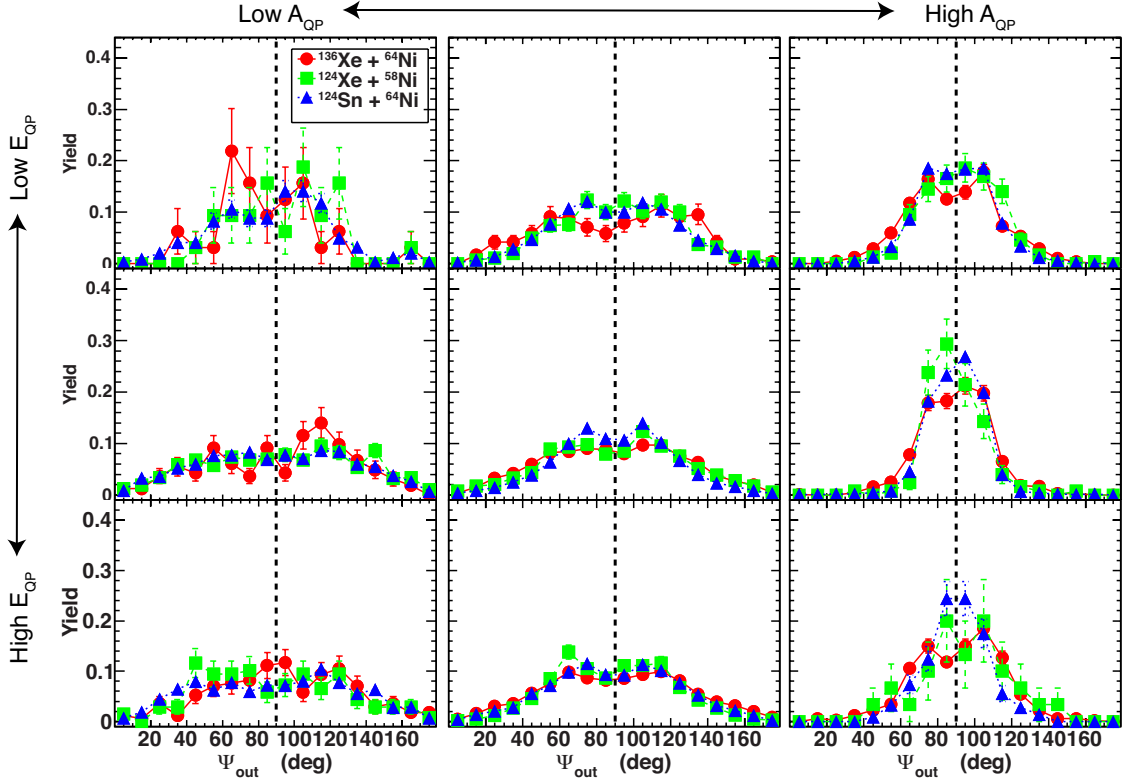 Low A_QP
High A_QP
Low E_QP
High E_QP
¹³⁶Xe + ⁶⁴Ni
¹²⁴Xe + ⁵⁸Ni
¹²⁴Sn + ⁶⁴Ni
Yield
0.4
0.3
0.2
0.1
0
Yield
0.4
0.3
0.2
0.1
0
Yield
0.4
0.3
0.2
0.1
0
20 40 60 80 100 120 140 160
20 40 60 80 100 120 140 160
20 40 60 80 100 120 140 160
Ψ_out (deg)
Ψ_out (deg)
Ψ_out (deg)